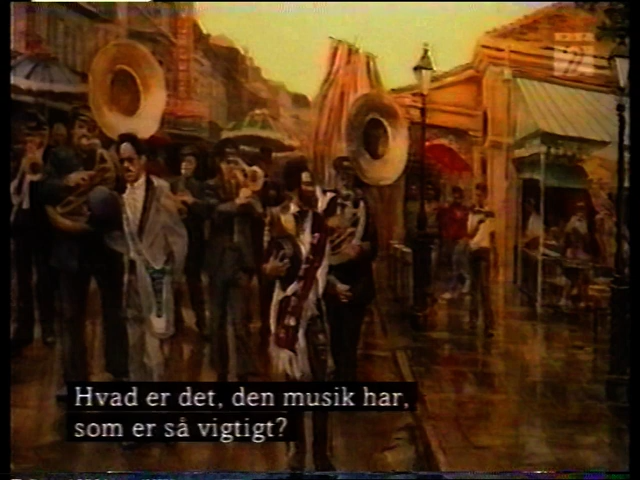 Hvad er det, den musik har,
som er så vigtigt?